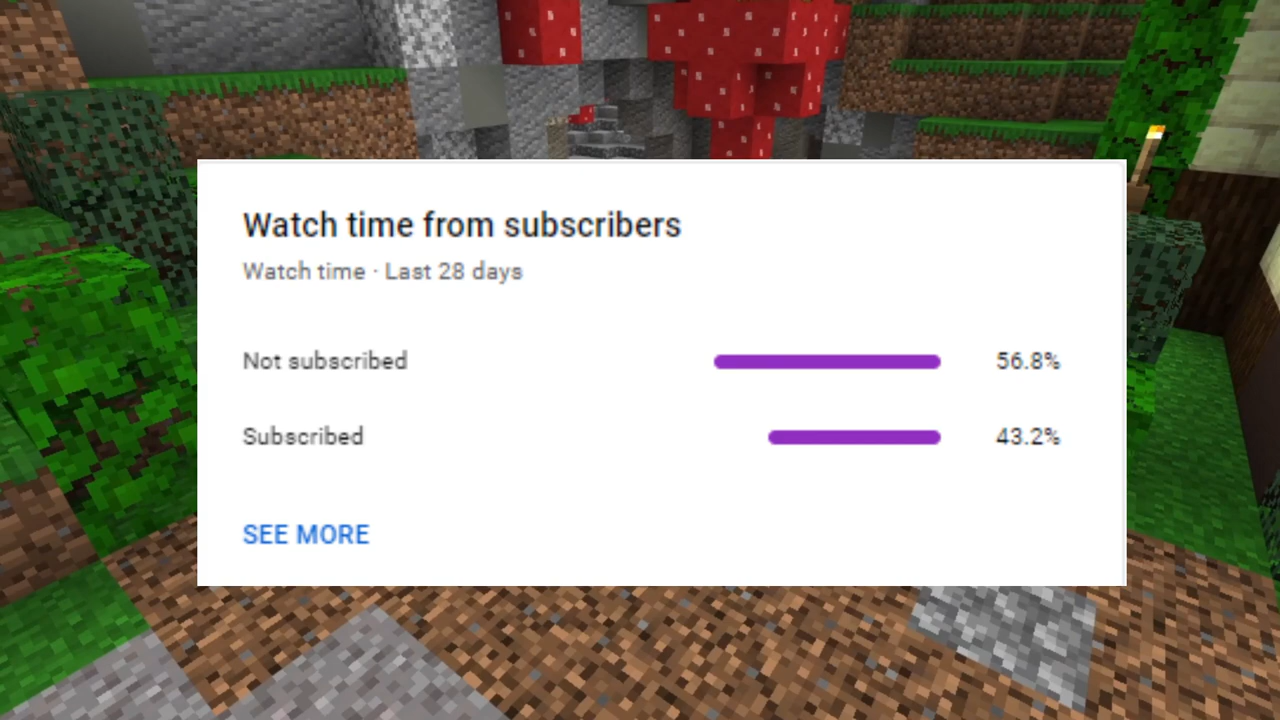 Watch time from subscribers
Watch time · Last 28 days
Not subscribed 56.8%
Subscribed 43.2%
SEE MORE